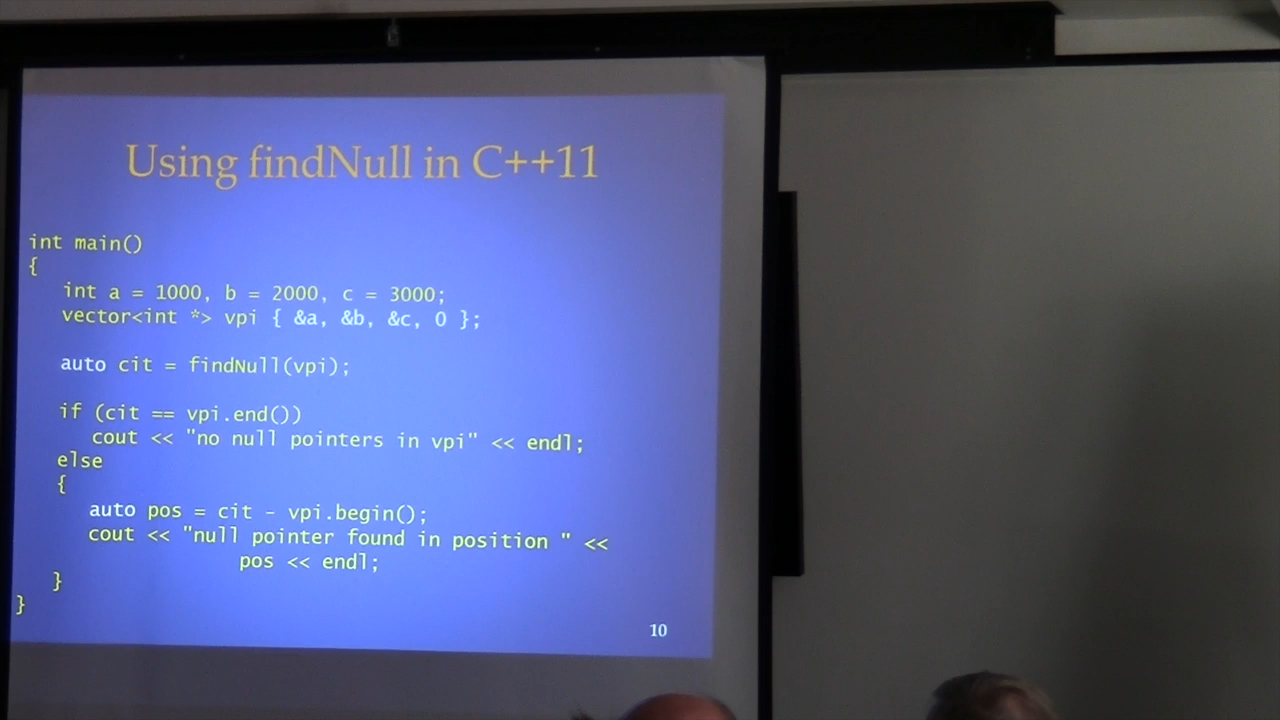 Using findNull in C++11
int main()
{
int a = 1000, b = 2000, c = 3000;
vector<int *> vpi { &a, &b, &c, 0 };
auto cit = findNull(vpi);
if (cit == vpi.end())
cout << "no null pointers in vpi" << endl;
else
{
auto pos = cit - vpi.begin();
cout << "null pointer found in position " <<
pos << endl;
}
}
10